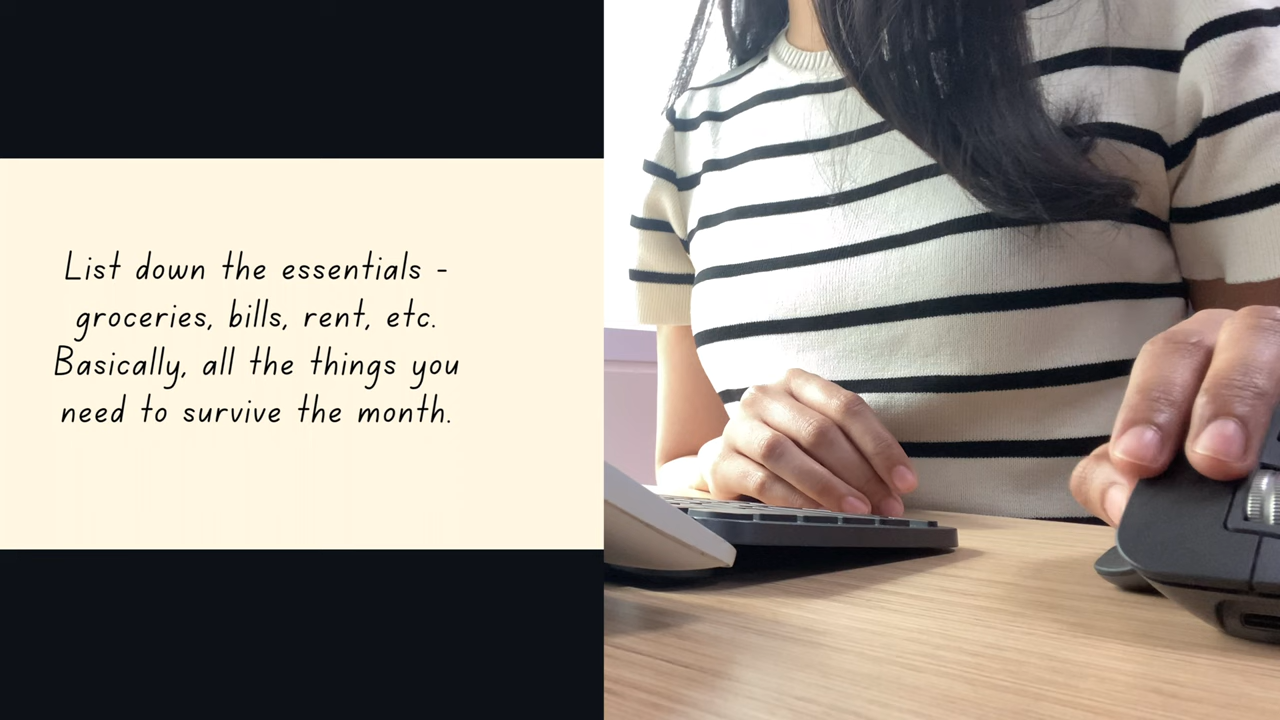 List down the essentials -
groceries, bills, rent, etc.
Basically, all the things you
need to survive the month.